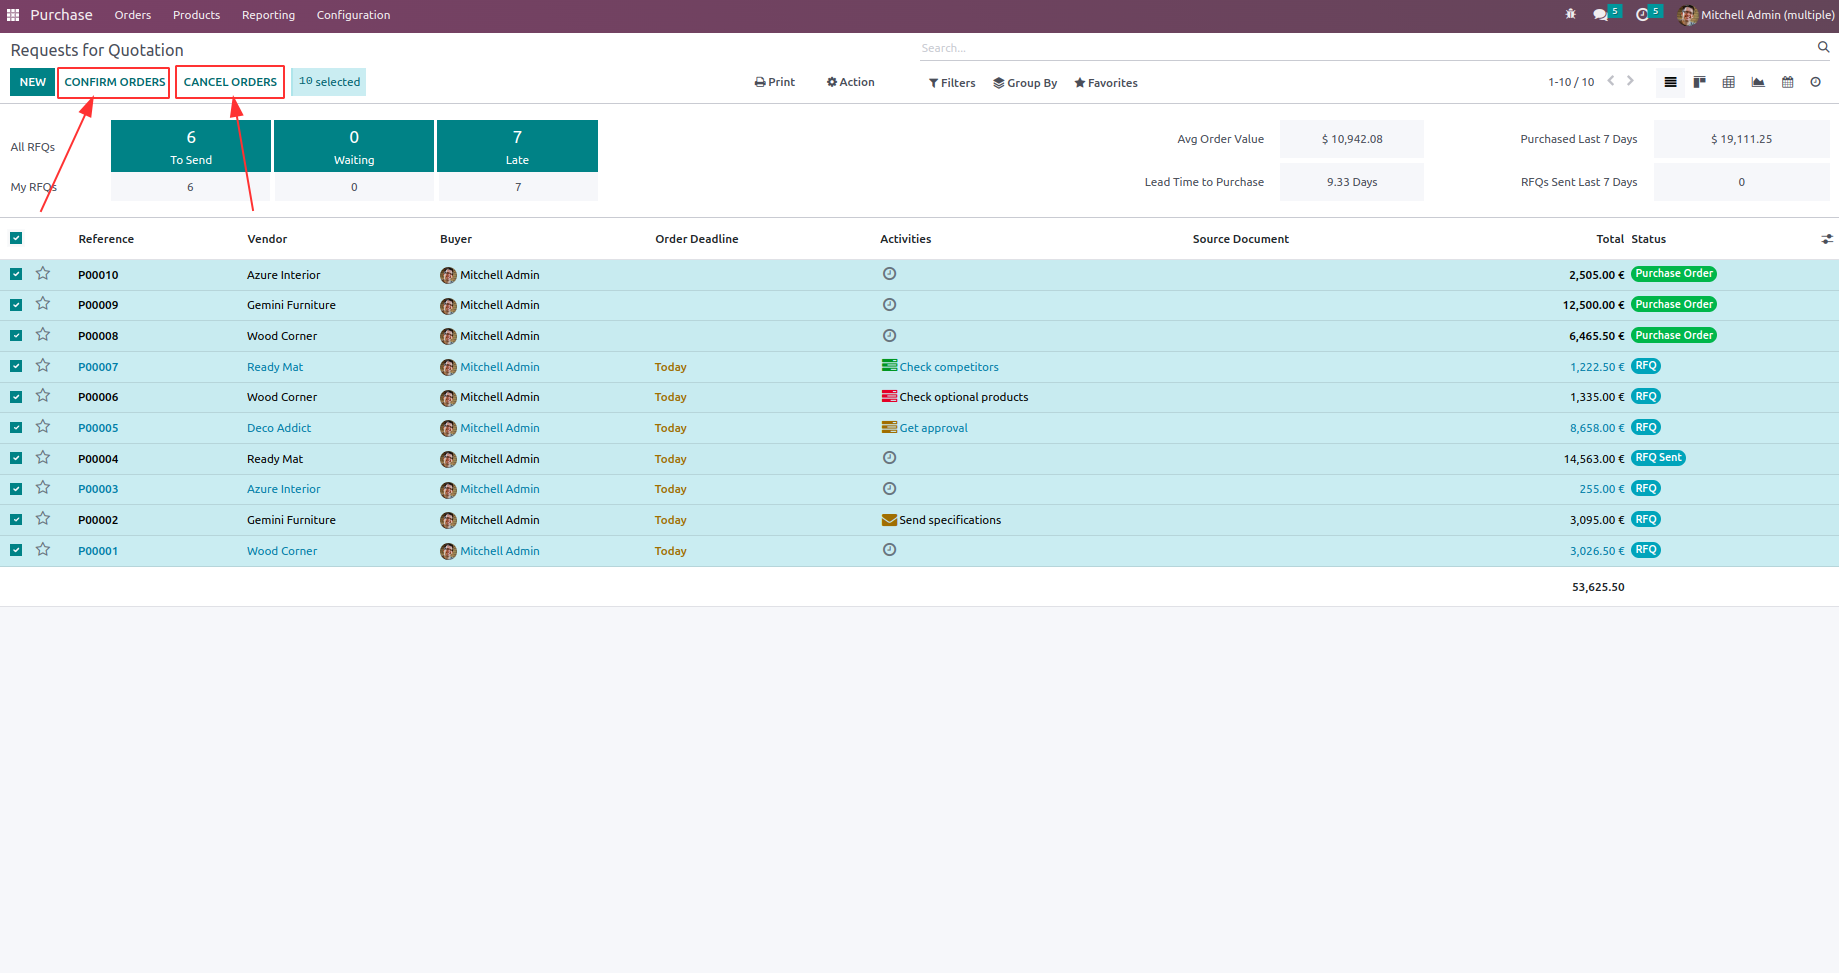 Purchase Orders Products Reporting Configuration 5 5 Mitchell Admin (multiple)
Requests for Quotation Search...
NEW CONFIRM ORDERS CANCEL ORDERS 10 selected Print Action Filters Group By Favorites 1-10 / 10
All RFQs 6 To Send 0 Waiting 7 Late Avg Order Value $ 10,942.08 Purchased Last 7 Days $ 19,111.25
My RFQs 6 0 7 Lead Time to Purchase 9.33 Days RFQs Sent Last 7 Days 0
Reference Vendor Buyer Order Deadline Activities Source Document Total Status
P00010 Azure Interior Mitchell Admin 2,505.00 € Purchase Order
P00009 Gemini Furniture Mitchell Admin 12,500.00 € Purchase Order
P00008 Wood Corner Mitchell Admin 6,465.50 € Purchase Order
P00007 Ready Mat Mitchell Admin Today Check competitors 1,222.50 € RFQ
P00006 Wood Corner Mitchell Admin Today Check optional products 1,335.00 € RFQ
P00005 Deco Addict Mitchell Admin Today Get approval 8,658.00 € RFQ
P00004 Ready Mat Mitchell Admin Today 14,563.00 € RFQ Sent
P00003 Azure Interior Mitchell Admin Today 255.00 € RFQ
P00002 Gemini Furniture Mitchell Admin Today Send specifications 3,095.00 € RFQ
P00001 Wood Corner Mitchell Admin Today 3,026.50 € RFQ
53,625.50